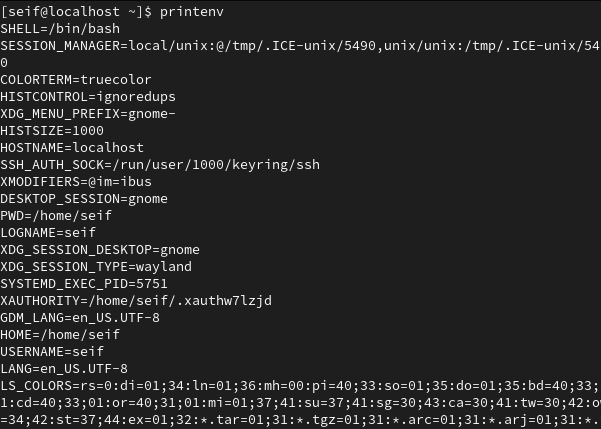 [seif@localhost ~]$ printenv
SHELL=/bin/bash
SESSION_MANAGER=local/unix:@/tmp/.ICE-unix/5490,unix/unix:/tmp/.ICE-unix/54
0
COLORTERM=truecolor
HISTCONTROL=ignoredups
XDG_MENU_PREFIX=gnome-
HISTSIZE=1000
HOSTNAME=localhost
SSH_AUTH_SOCK=/run/user/1000/keyring/ssh
XMODIFIERS=@im=ibus
DESKTOP_SESSION=gnome
PWD=/home/seif
LOGNAME=seif
XDG_SESSION_DESKTOP=gnome
XDG_SESSION_TYPE=wayland
SYSTEMD_EXEC_PID=5751
XAUTHORITY=/home/seif/.xauthw7lzjd
GDM_LANG=en_US.UTF-8
HOME=/home/seif
USERNAME=seif
LANG=en_US.UTF-8
LS_COLORS=rs=0:di=01;34:ln=01;36:mh=00:pi=40;33:so=01;35:do=01;35:bd=40;33;
1:cd=40;33;01:or=40;31;01:mi=01;37;41:su=37;41:sg=30;43:ca=30;41:tw=30;42:ow
=34;42:st=37;44:ex=01;32:*.tar=01;31:*.tgz=01;31:*.arc=01;31:*.arj=01;31:*.